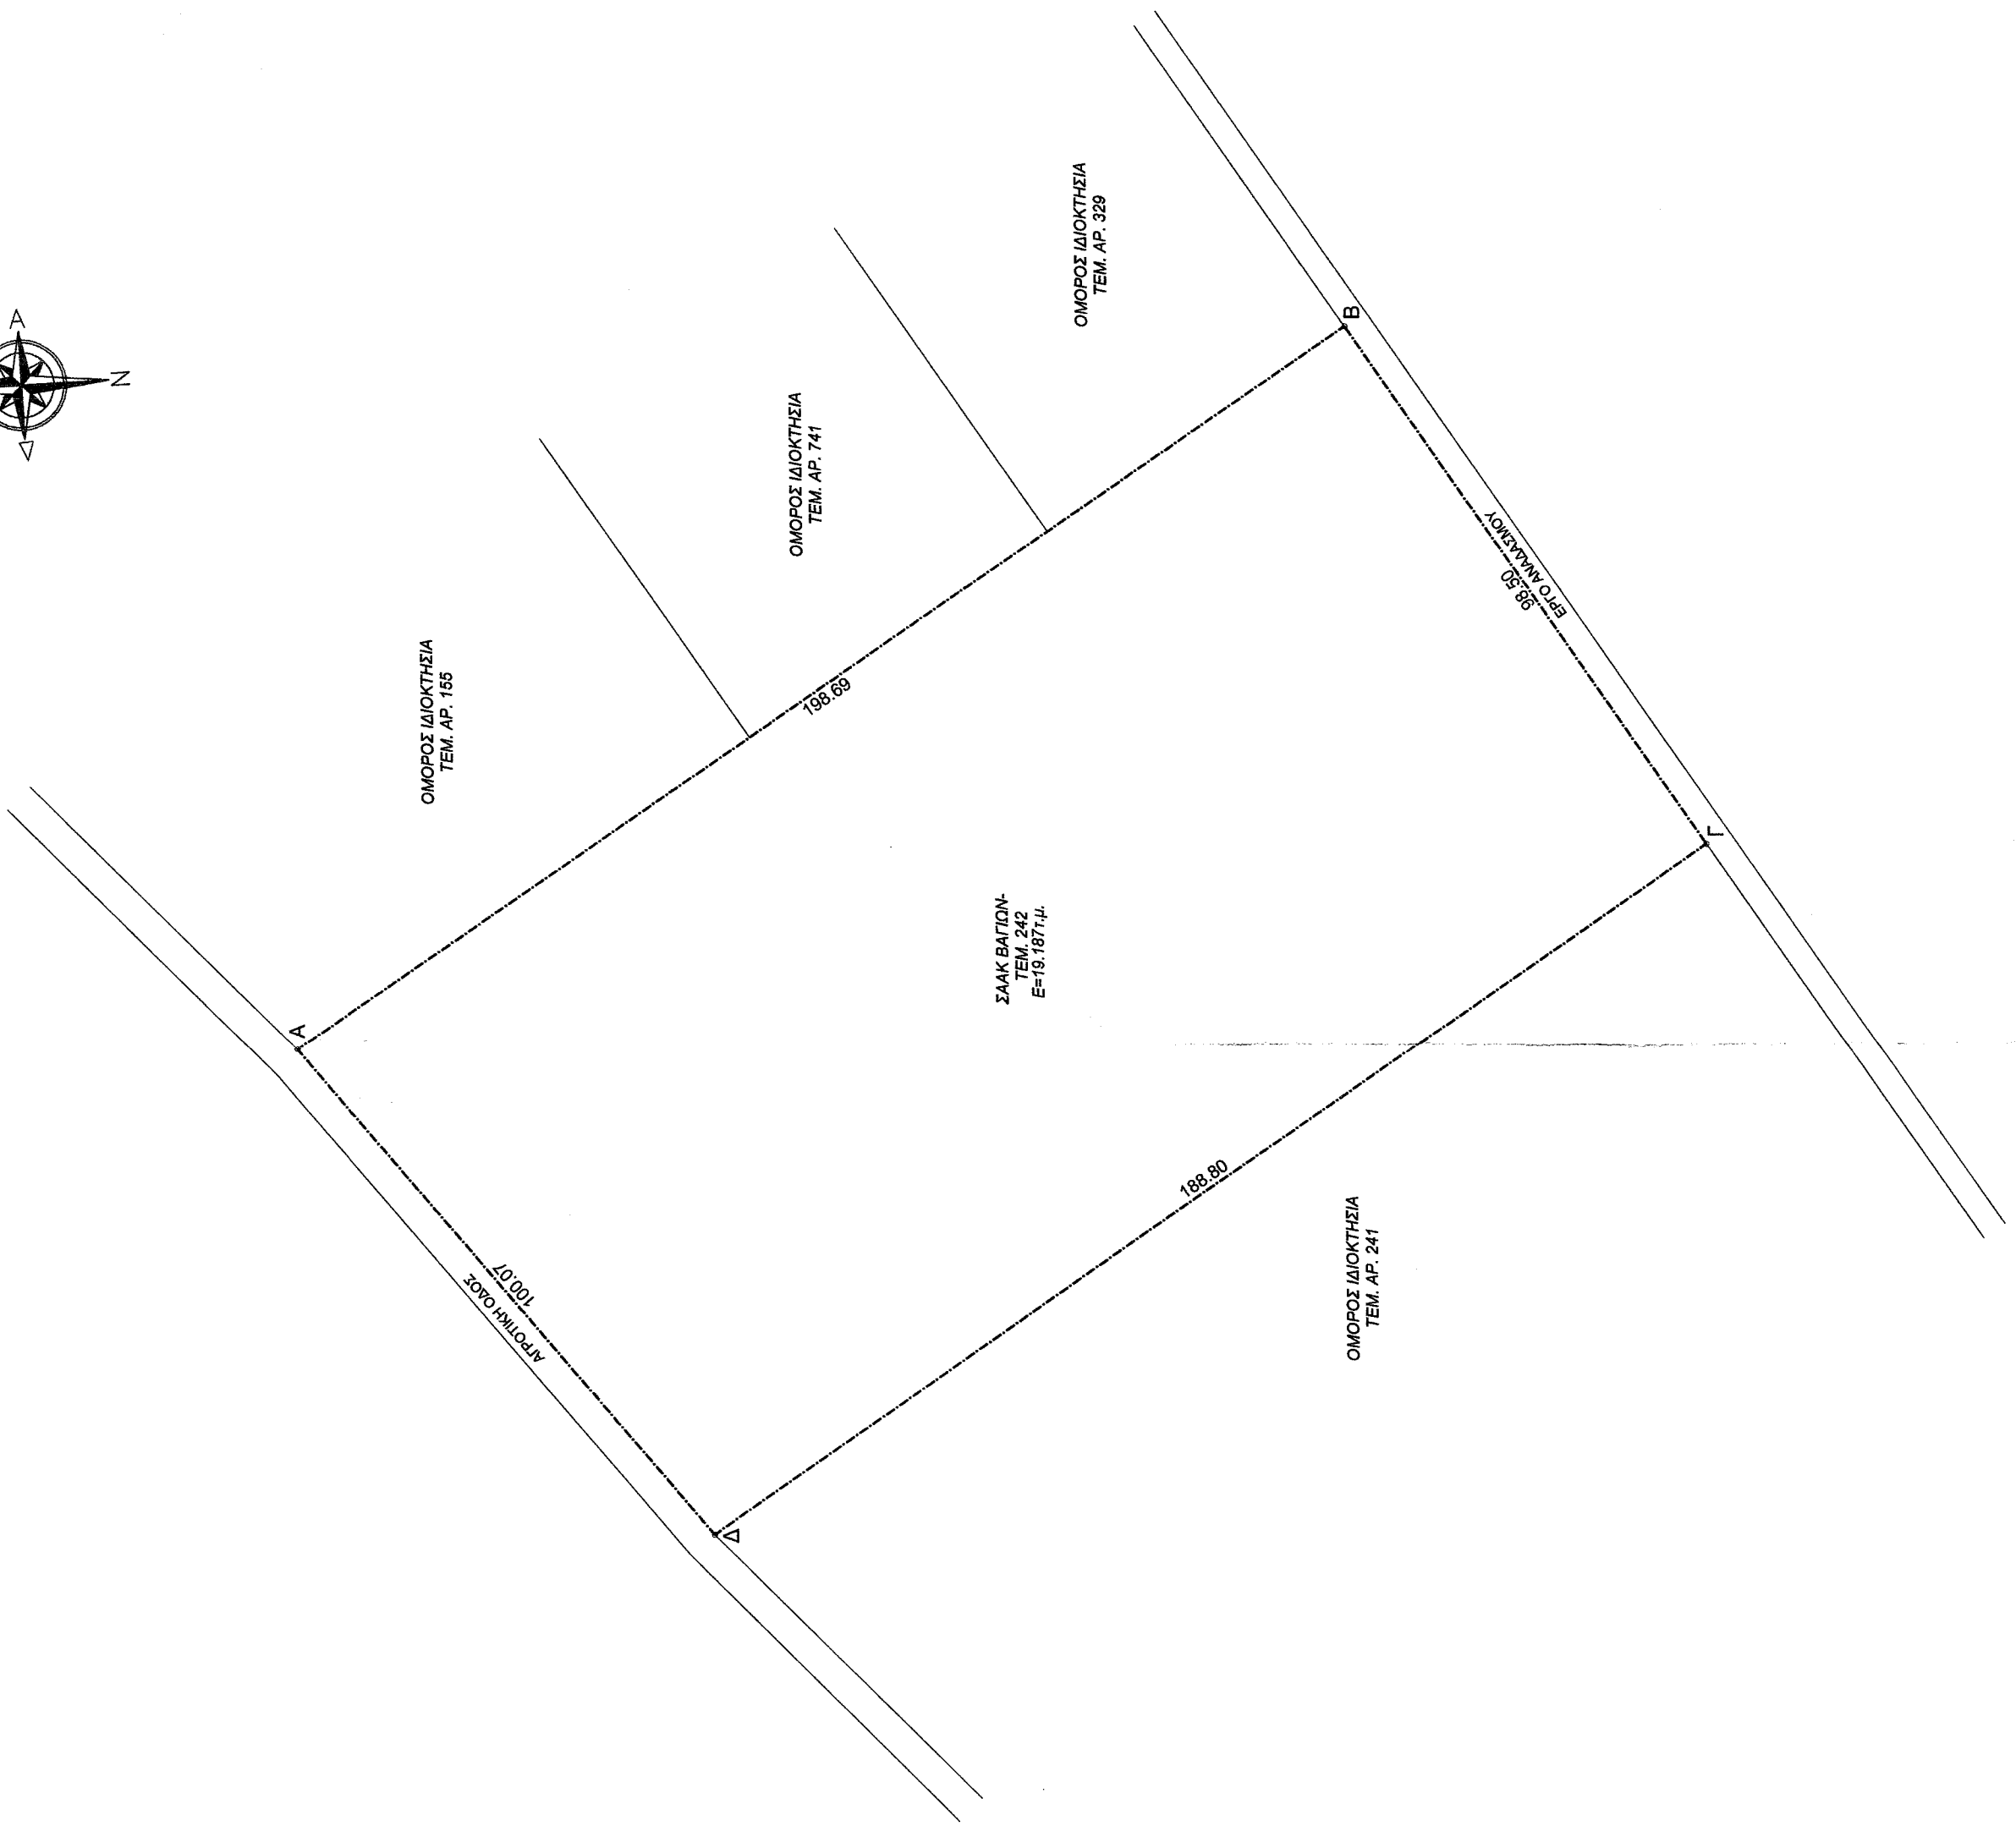 Α
Δ
Ν
ΟΜΟΡΟΣ ΙΔΙΟΚΤΗΣΙΑ
ΤΕΜ. ΑΡ. 155
ΟΜΟΡΟΣ ΙΔΙΟΚΤΗΣΙΑ
ΤΕΜ. ΑΡ. 741
ΟΜΟΡΟΣ ΙΔΙΟΚΤΗΣΙΑ
ΤΕΜ. ΑΡ. 329
Α
Β
198.69
ΑΓΡΟΤΙΚΗ ΟΔΟΣ
100.07
ΣΑΑΚ ΒΑΓΙΩΝ-
ΤΕΜ. 242
Ε=19.187τ.μ.
98.50
ΕΡΓΟ ΑΝΑΔΑΣΜΟΥ
188.80
Δ
Γ
ΟΜΟΡΟΣ ΙΔΙΟΚΤΗΣΙΑ
ΤΕΜ. ΑΡ. 241